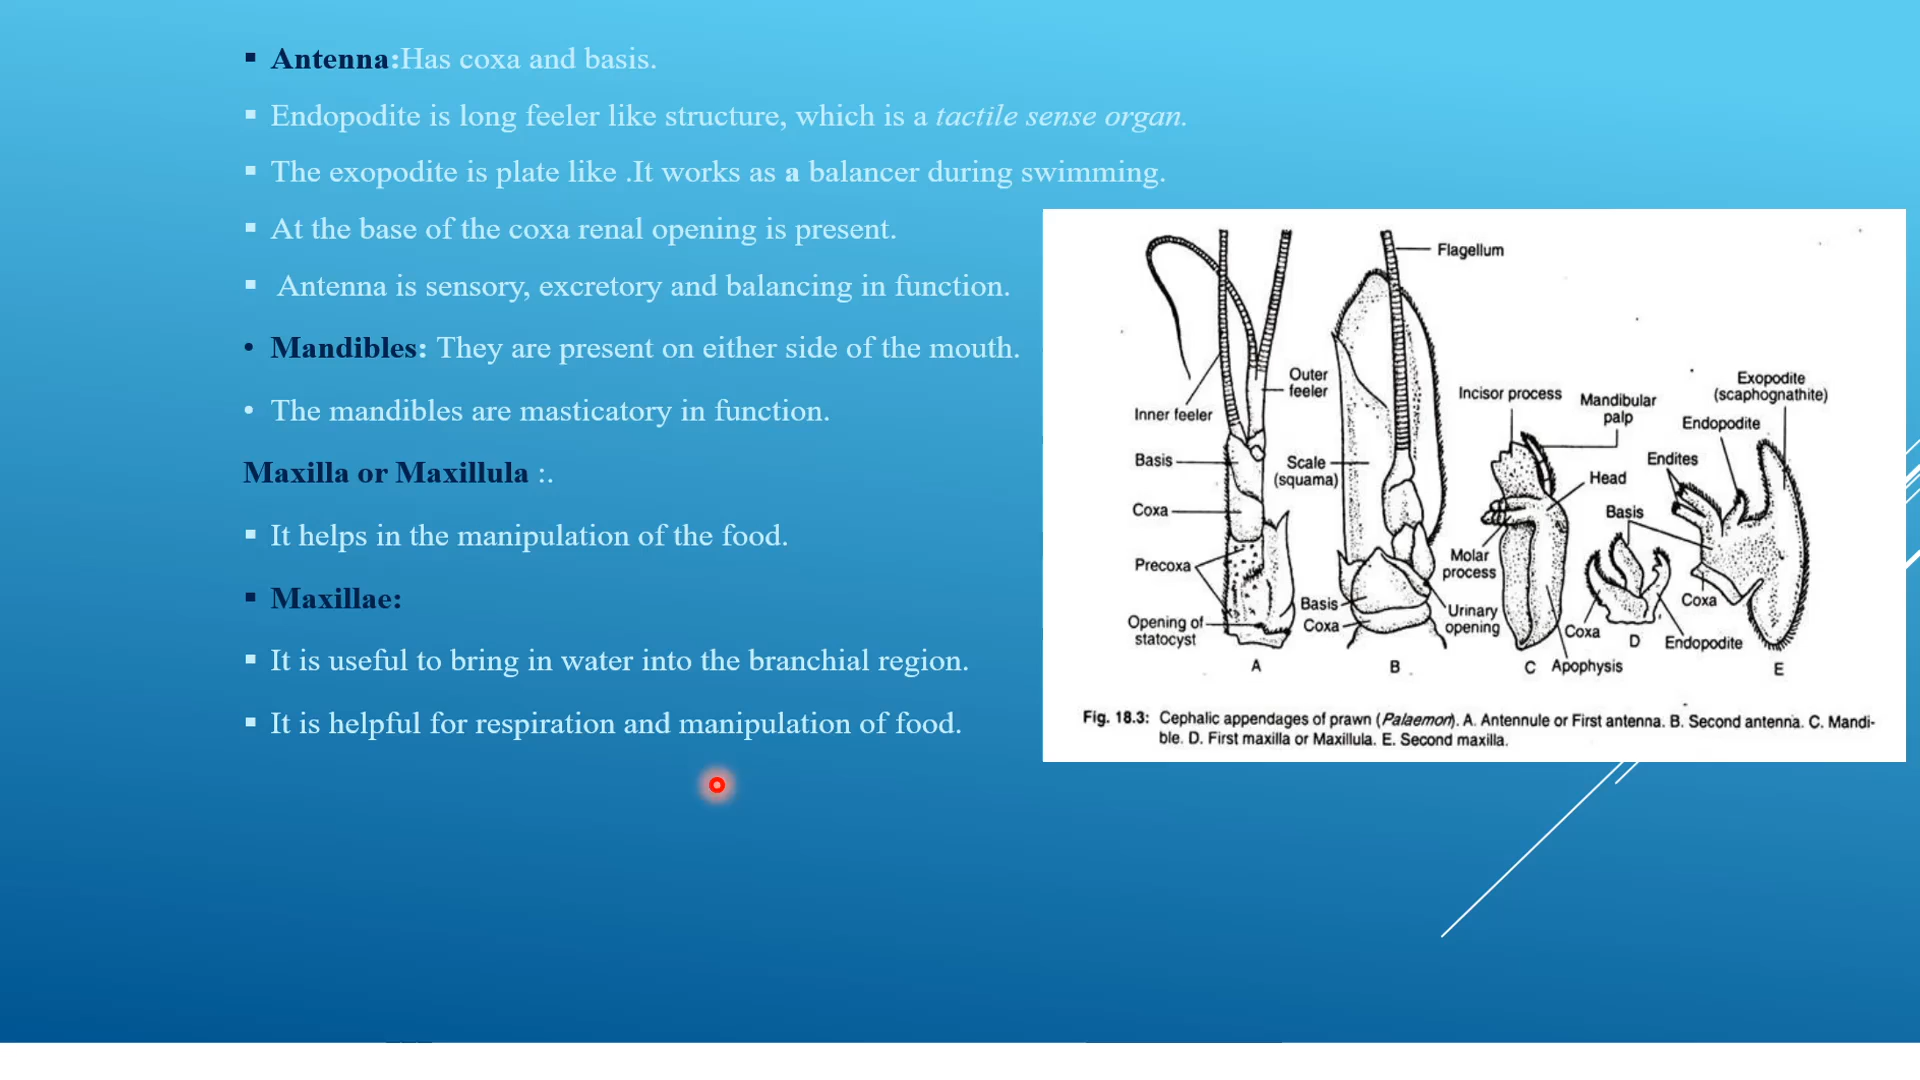 ▪ Antenna:Has coxa and basis.
▪ Endopodite is long feeler like structure, which is a tactile sense organ.
▪ The exopodite is plate like .It works as a balancer during swimming.
▪ At the base of the coxa renal opening is present.
▪ Antenna is sensory, excretory and balancing in function.
• Mandibles: They are present on either side of the mouth.
• The mandibles are masticatory in function.
Maxilla or Maxillula :.
▪ It helps in the manipulation of the food.
▪ Maxillae:
▪ It is useful to bring in water into the branchial region.
▪ It is helpful for respiration and manipulation of food.
Inner feeler
Outer
feeler
Basis
Coxa
Precoxa
Opening of
statocyst
A
Flagellum
Scale
(squama)
Basis
Coxa
Urinary
opening
B
Incisor process
Mandibular
palp
Head
Molar
process
Apophysis
C
Basis
Coxa
Endopodite
D
Exopodite
(scaphognathite)
Endopodite
Endites
Coxa
E
Fig. 18.3: Cephalic appendages of prawn (Palaemon). A. Antennule or First antenna. B. Second antenna. C. Mandi-
ble. D. First maxilla or Maxillula. E. Second maxilla.